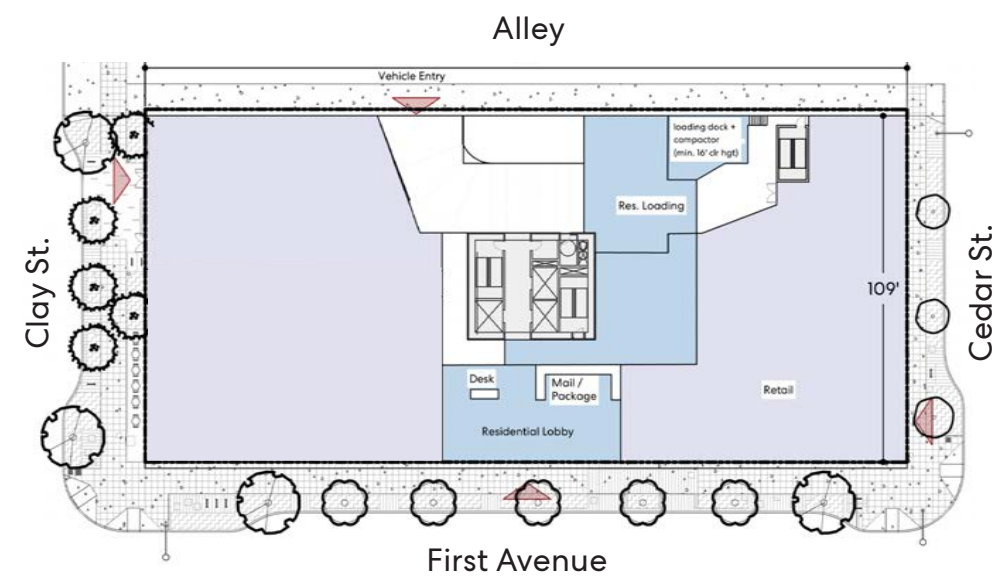 Alley
Vehicle Entry
loading dock +
compactor
(min. 16' clr hgt)
Res. Loading
Clay St.
Cedar St.
109'
Desk
Mail /
Package
Retail
Residential Lobby
First Avenue